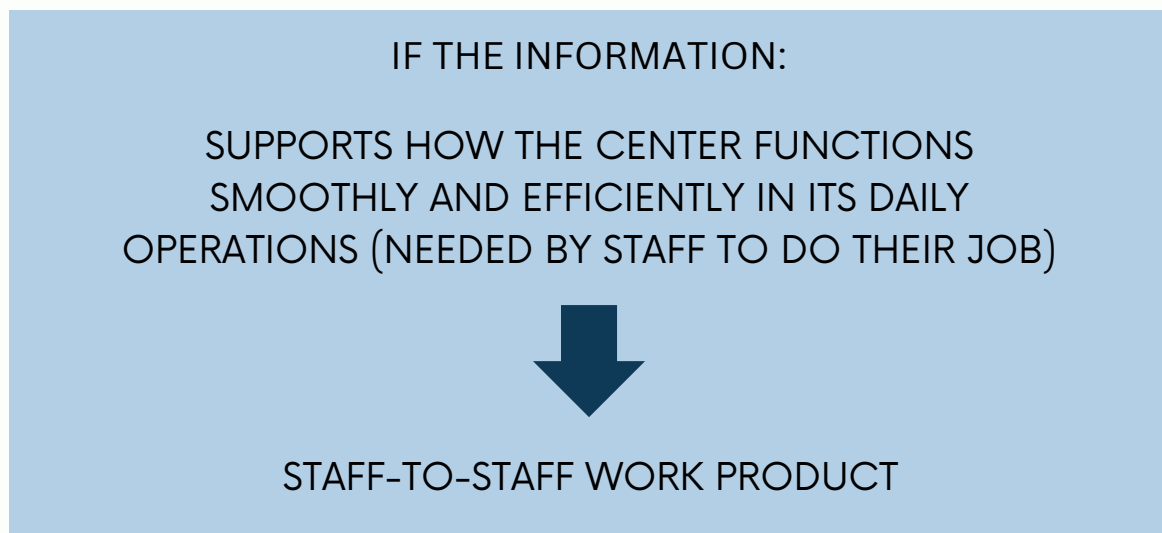 IF THE INFORMATION:
SUPPORTS HOW THE CENTER FUNCTIONS
SMOOTHLY AND EFFICIENTLY IN ITS DAILY
OPERATIONS (NEEDED BY STAFF TO DO THEIR JOB)
STAFF-TO-STAFF WORK PRODUCT